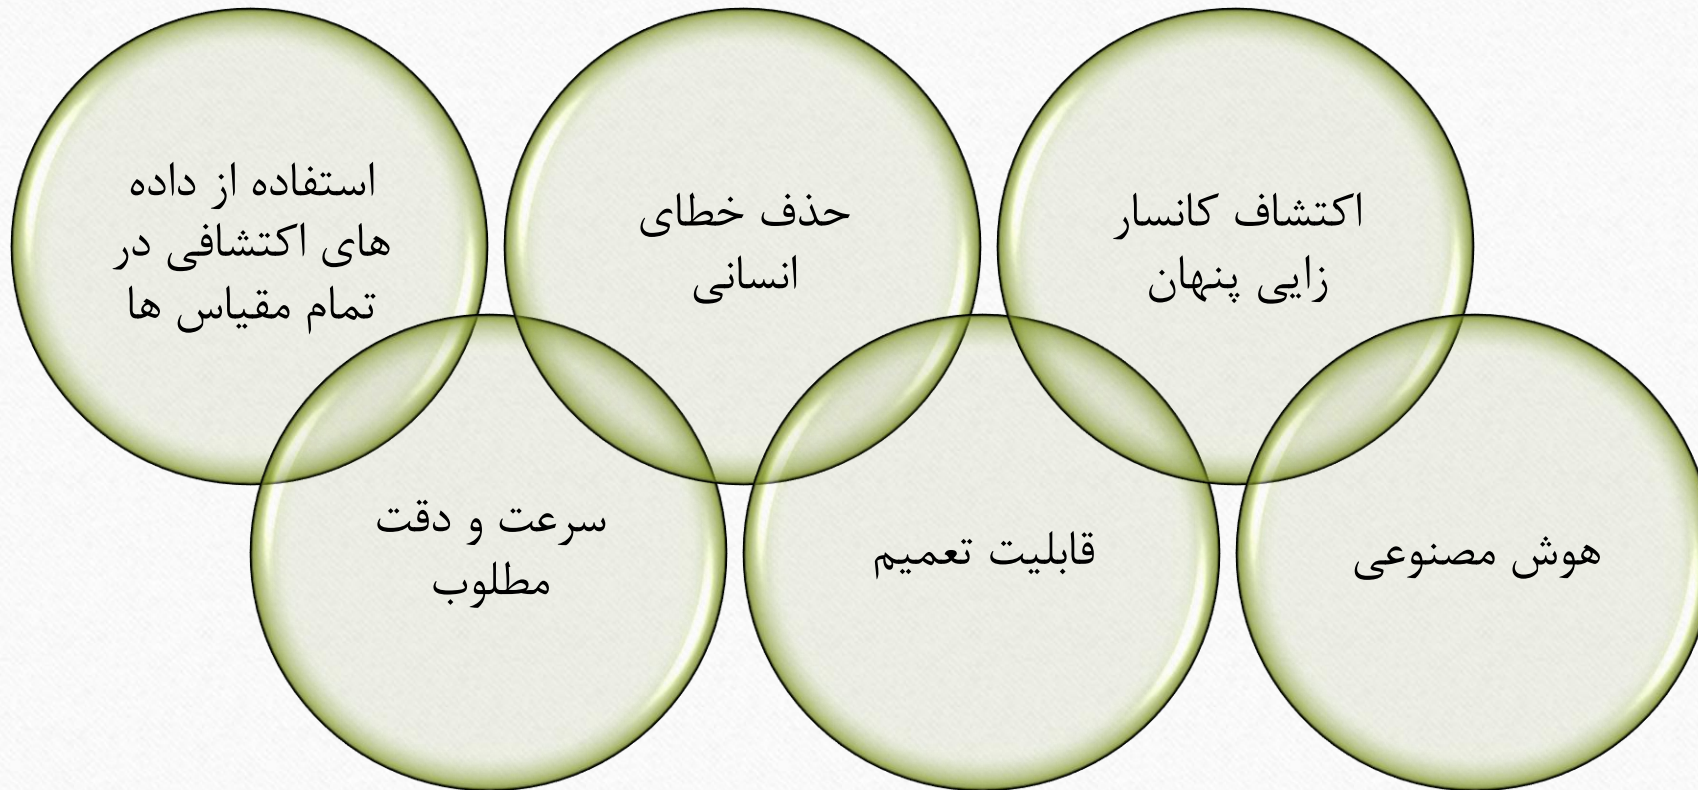 اکتشاف کانسار
زایی پنهان
حذف خطای
انسانی
استفاده از داده
های اکتشافی در
تمام مقیاس ها
هوش مصنوعی
قابلیت تعمیم
سرعت و دقت
مطلوب